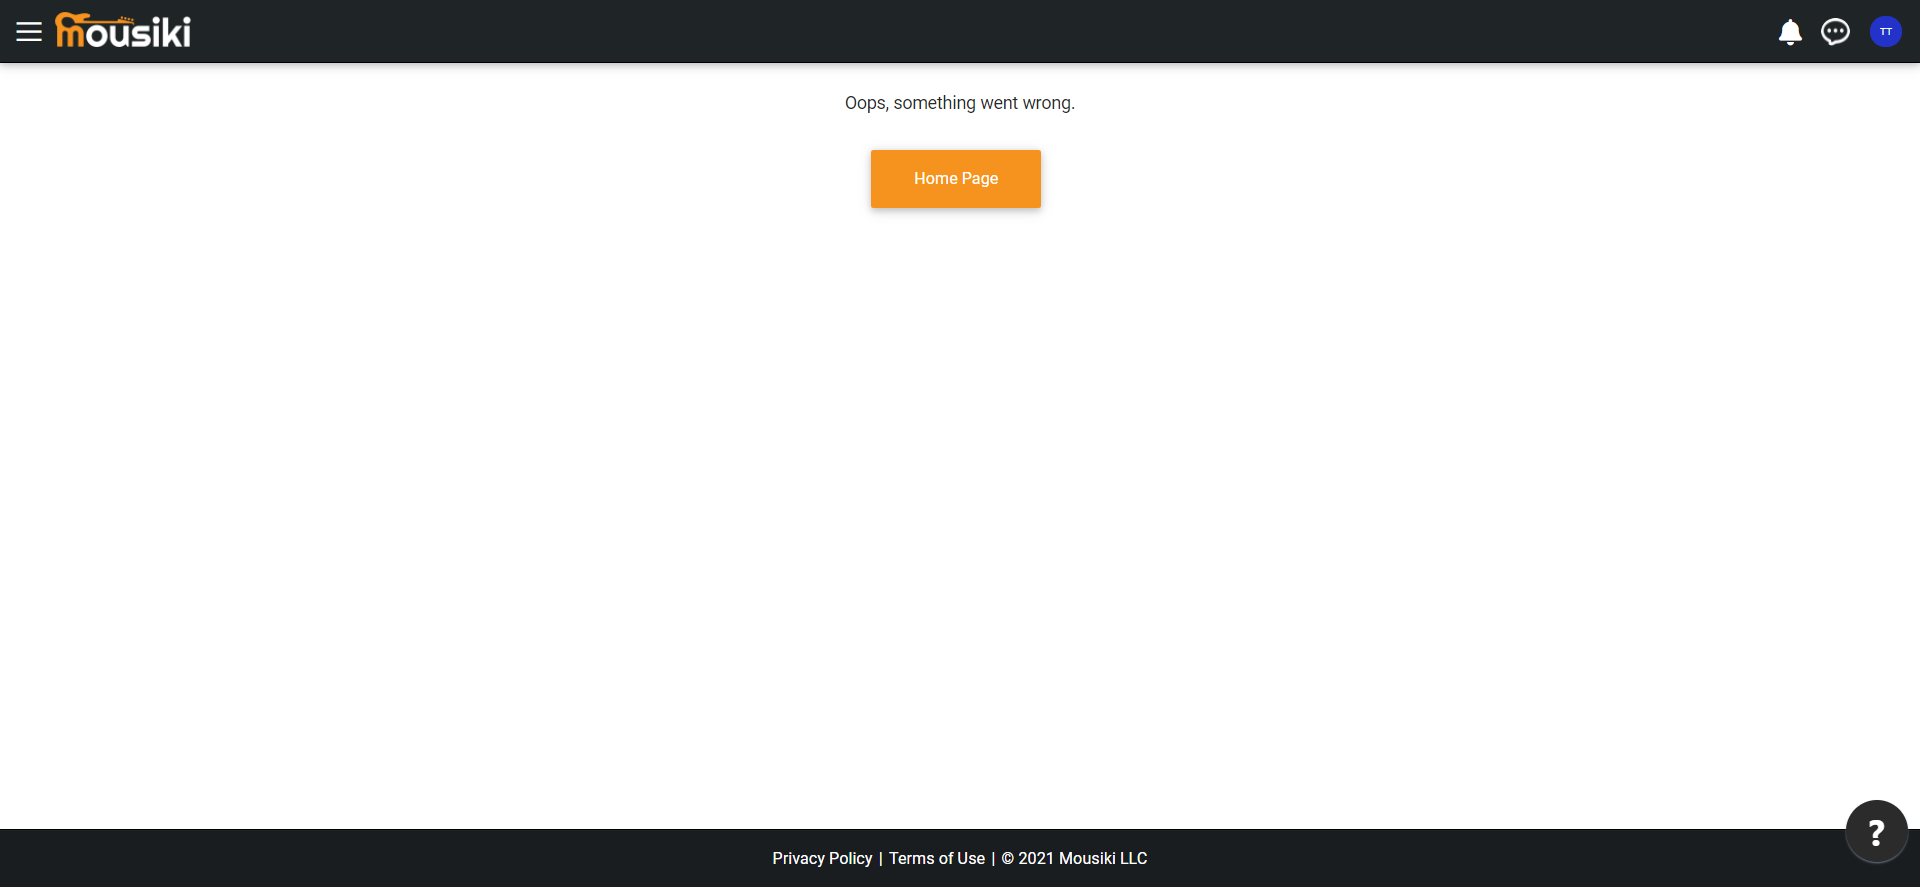 mousiki
TT
Oops, something went wrong.
Home Page
?
Privacy Policy | Terms of Use | © 2021 Mousiki LLC